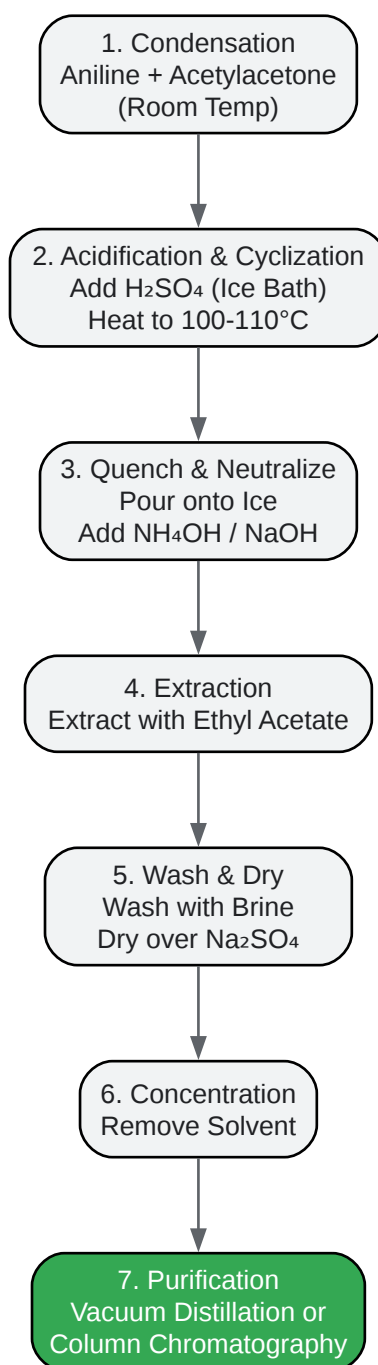 1. Condensation
Aniline + Acetylacetone
(Room Temp)
2. Acidification & Cyclization
Add H₂SO₄ (Ice Bath)
Heat to 100-110°C
3. Quench & Neutralize
Pour onto Ice
Add NH₄OH / NaOH
4. Extraction
Extract with Ethyl Acetate
5. Wash & Dry
Wash with Brine
Dry over Na₂SO₄
6. Concentration
Remove Solvent
7. Purification
Vacuum Distillation or
Column Chromatography